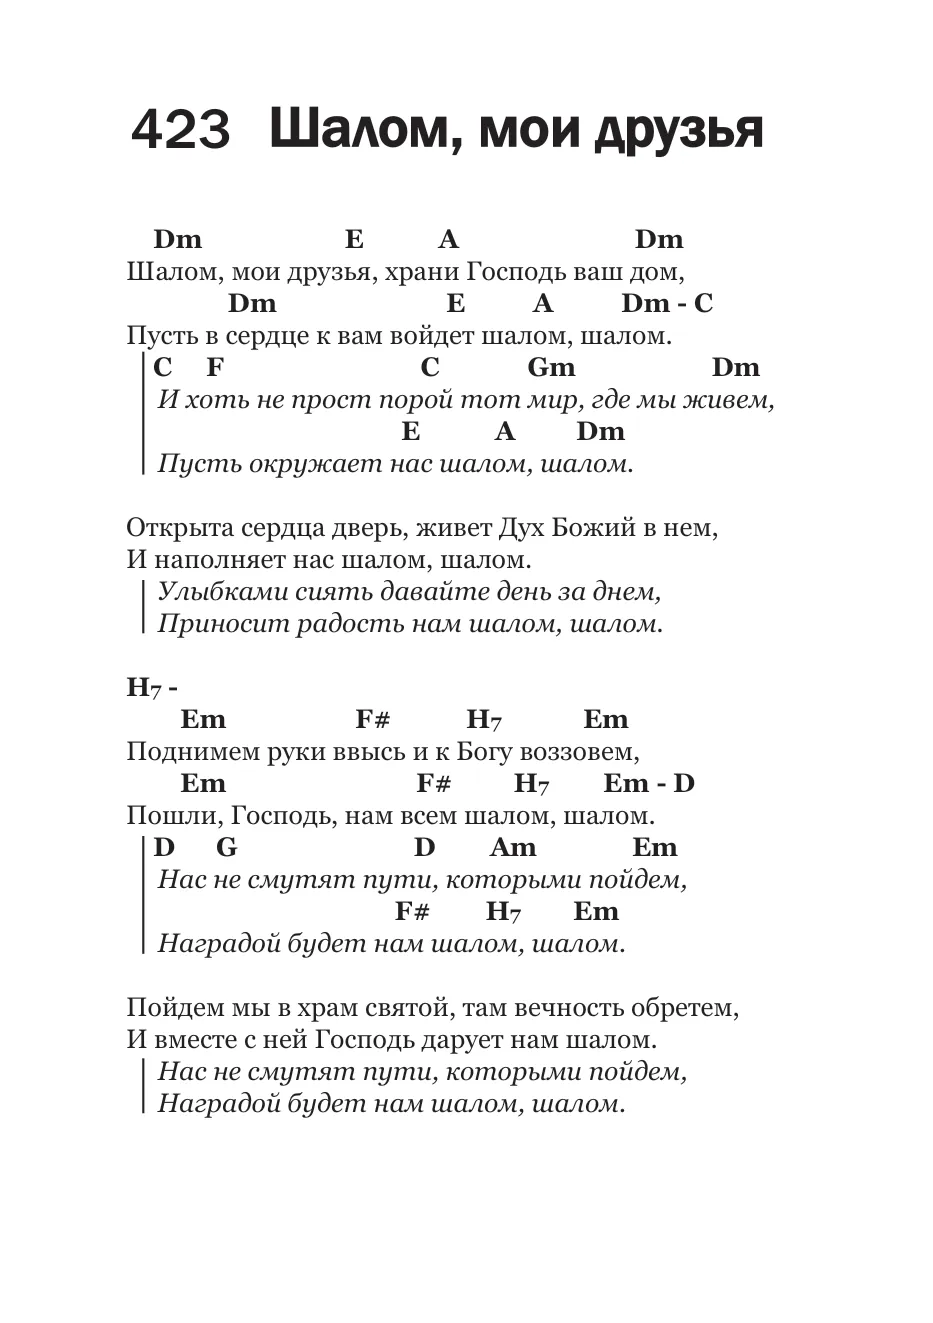 423 Шалом, мои друзья
Dm E A Dm
Шалом, мои друзья, храни Господь ваш дом,
Dm E A Dm - C
Пусть в сердце к вам войдет шалом, шалом.
C F C Gm Dm
И хоть не прост порой тот мир, где мы живем,
E A Dm
Пусть окружает нас шалом, шалом.
Открыта сердца дверь, живет Дух Божий в нем,
И наполняет нас шалом, шалом.
Улыбками сиять давайте день за днем,
Приносит радость нам шалом, шалом.
H7 -
Em F# H7 Em
Поднимем руки ввысь и к Богу воззовем,
Em F# H7 Em - D
Пошли, Господь, нам всем шалом, шалом.
D G D Am Em
Нас не смутят пути, которыми пойдем,
F# H7 Em
Наградой будет нам шалом, шалом.
Пойдем мы в храм святой, там вечность обретем,
И вместе с ней Господь дарует нам шалом.
Нас не смутят пути, которыми пойдем,
Наградой будет нам шалом, шалом.